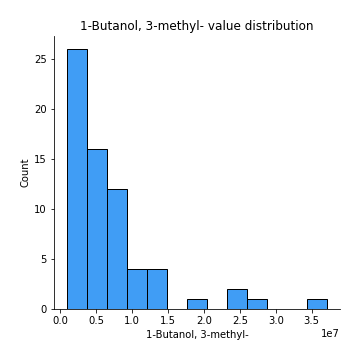 1-Butanol, 3-methyl- value distribution
25
20
15
10
5
0
Count
0.0 0.5 1.0 1.5 2.0 2.5 3.0 3.5
1e7
1-Butanol, 3-methyl-